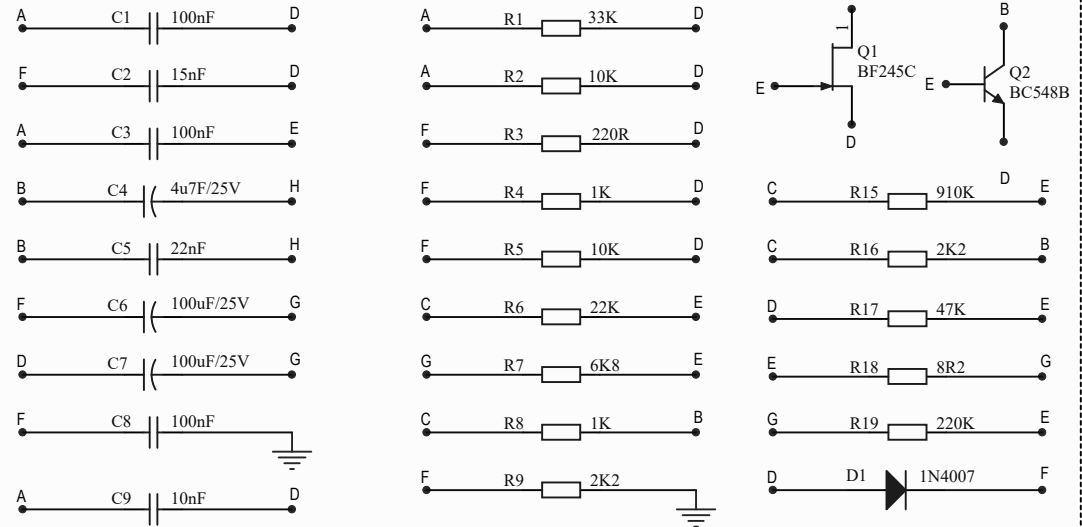 A C1 100nF D
F C2 15nF D
A C3 100nF E
B C4 4u7F/25V H
B C5 22nF H
F C6 100uF/25V G
D C7 100uF/25V G
F C8 100nF
A C9 10nF D
A R1 33K D
A R2 10K D
F R3 220R D
F R4 1K D
F R5 10K D
C R6 22K E
G R7 6K8 E
C R8 1K B
F R9 2K2
1
Q1
BF245C
E
D
B
Q2
BC548B
E
D
C R15 910K E
C R16 2K2 B
D R17 47K E
E R18 8R2 G
G R19 220K E
D D1 1N4007 F